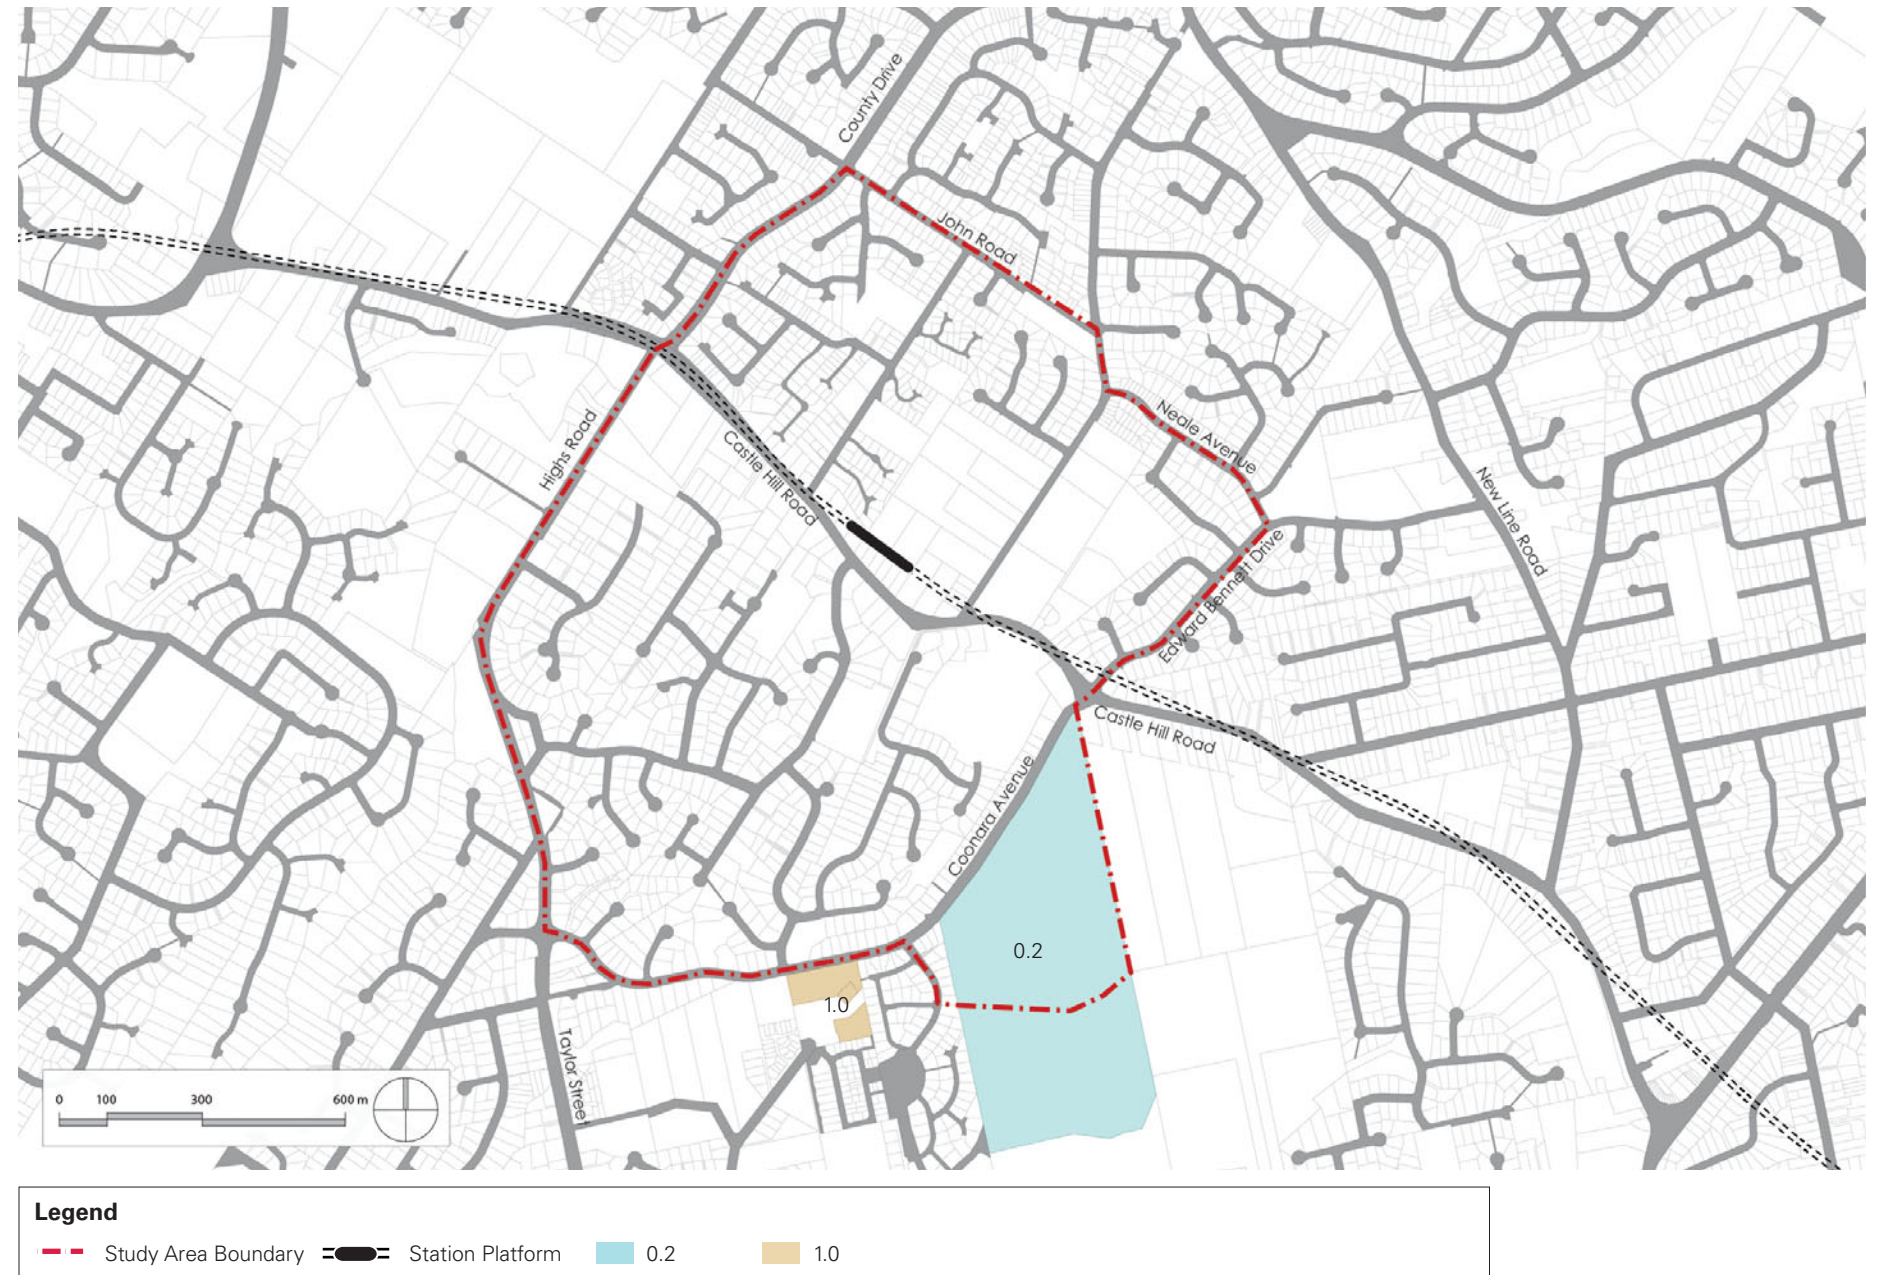 County Drive
John Road
Neale Avenue
Highs Road
Castle Hill Road
New Line Road
Edward Bennett Drive
Castle Hill Road
Coonara Avenue
0.2
1.0
Taylor Street
0 100 300 600 m
Legend
Study Area Boundary Station Platform 0.2 1.0